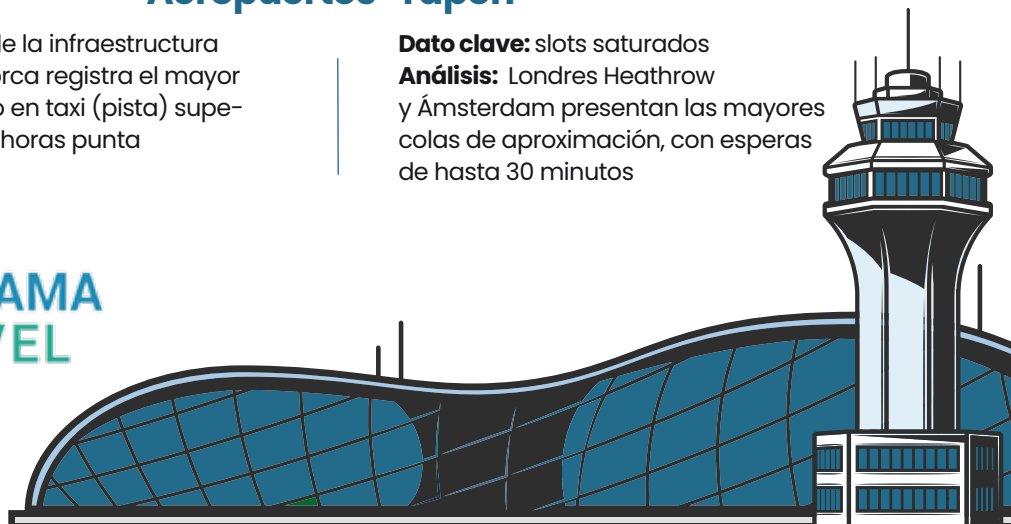 Aeropuertos "Tapón"
de la infraestructura
orca registra el mayor
o en taxi (pista) supe-
horas punta
Dato clave: slots saturados
Análisis: Londres Heathrow
y Ámsterdam presentan las mayores
colas de aproximación, con esperas
de hasta 30 minutos
AMA
VEL